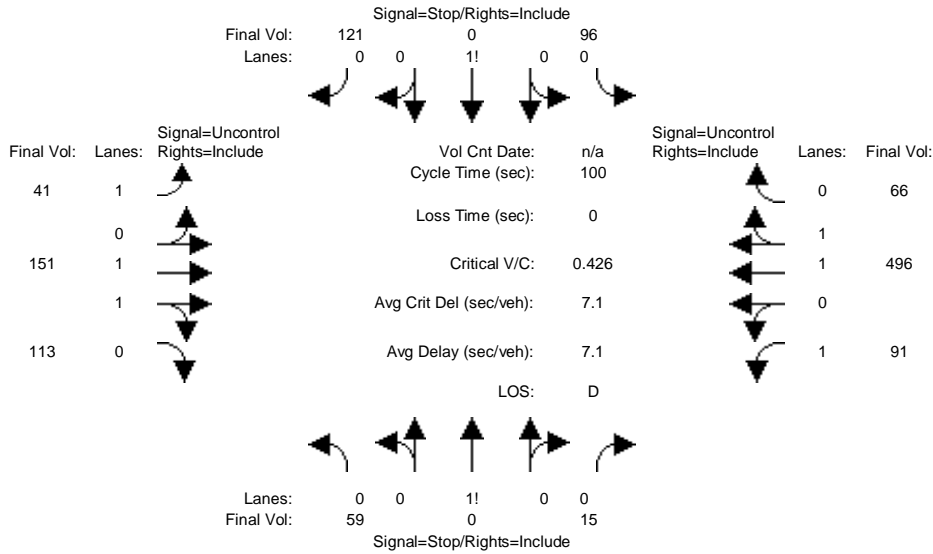 Signal=Stop/Rights=Include
Final Vol: 121 0 96
Lanes: 0 0 1! 0 0
Signal=Uncontrol Signal=Uncontrol
Final Vol: Lanes: Rights=Include Vol Cnt Date: n/a Rights=Include Lanes: Final Vol:
Cycle Time (sec): 100
41 1 0 66
Loss Time (sec): 0
0 1
151 1 Critical V/C: 0.426 1 496
1 Avg Crit Del (sec/veh): 7.1 0
113 0 Avg Delay (sec/veh): 7.1 1 91
LOS: D
Lanes: 0 0 1! 0 0
Final Vol: 59 0 15
Signal=Stop/Rights=Include